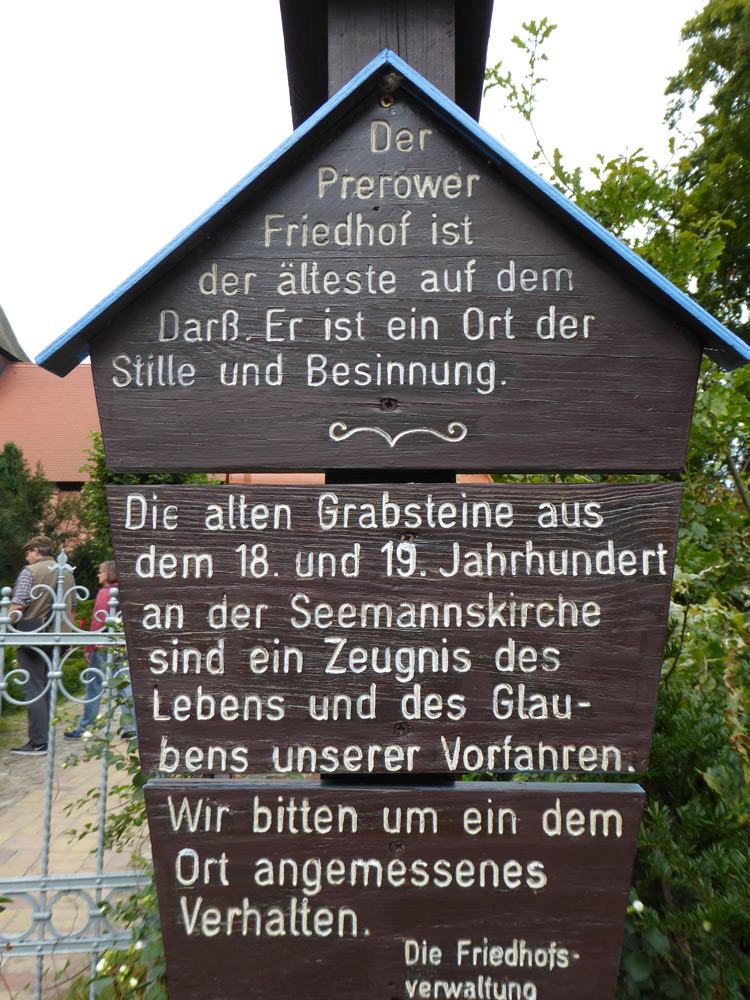 Der
Prerower
Friedhof ist
der älteste auf dem
Darß. Er ist ein Ort der
Stille und Besinnung.
Die alten Grabsteine aus
dem 18. und 19. Jahrhundert
an der Seemannskirche
sind ein Zeugnis des
Lebens und des Glau-
bens unserer Vorfahren.
Wir bitten um ein dem
Ort angemessenes
Verhalten.
Die Friedhofs-
verwaltung